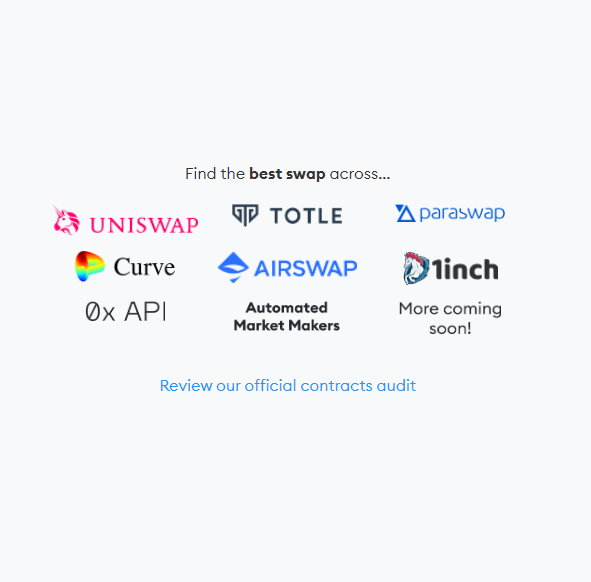 Find the best swap across...
UNISWAP
TOTLE
paraswap
Curve
AIRSWAP
1inch
0x API
Automated
Market Makers
More coming
soon!
Review our official contracts audit